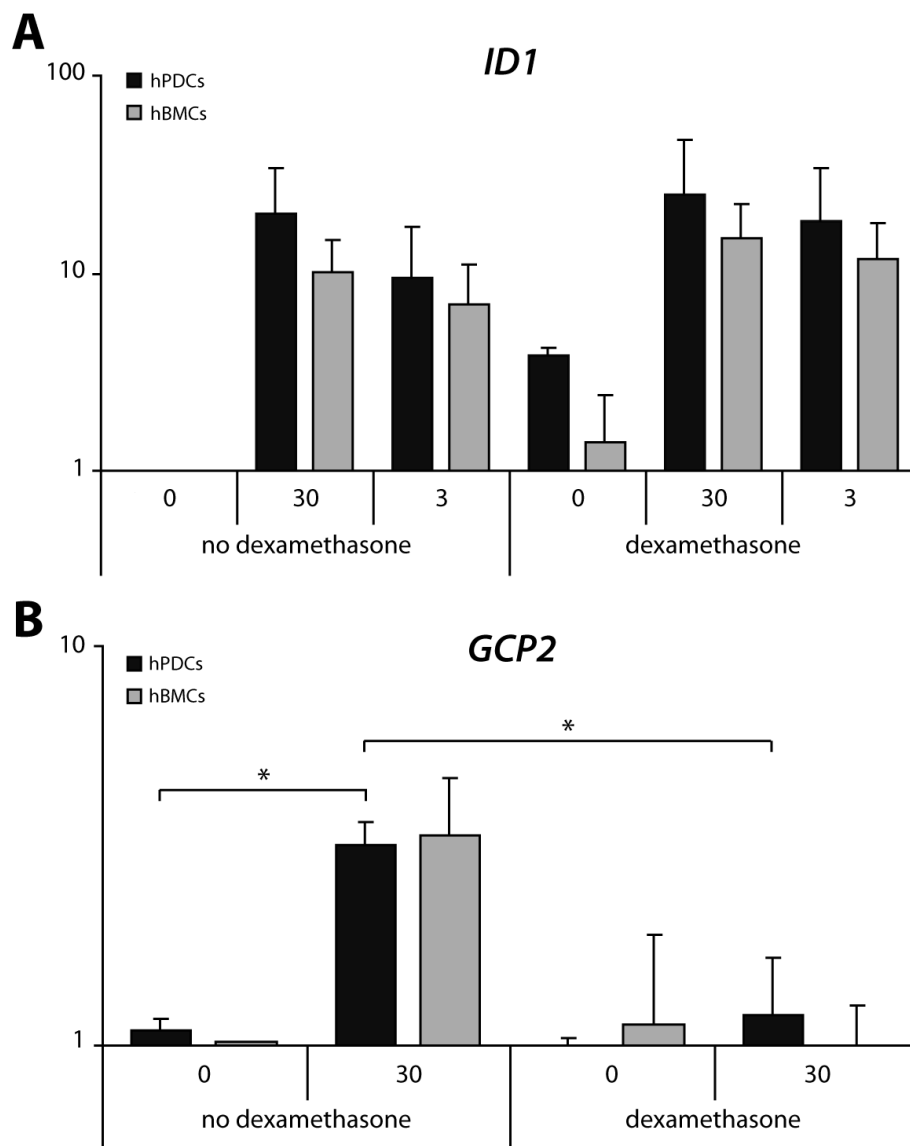 A
ID1
100
hPDCs
hBMCs
10
1
0 30 3 0 30 3
no dexamethasone dexamethasone
B
10
GCP2
hPDCs
hBMCs
*
*
1
0 30 0 30
no dexamethasone dexamethasone